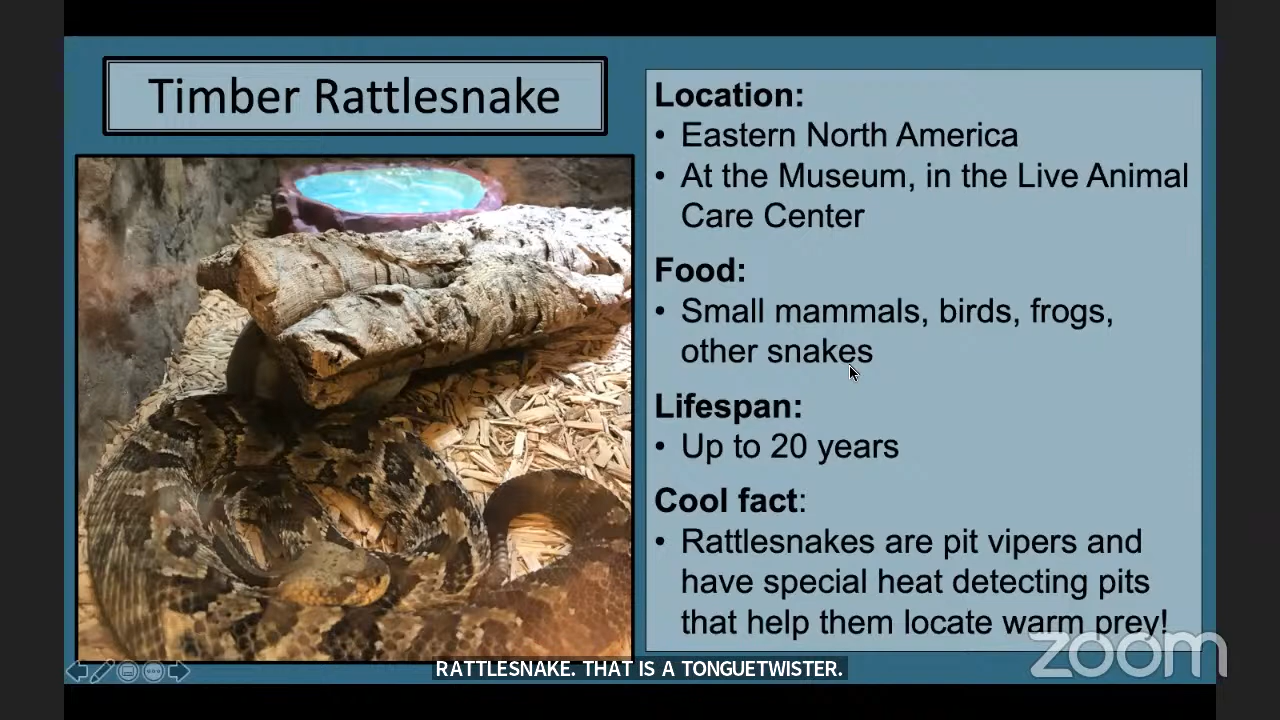 Timber Rattlesnake
Location:
• Eastern North America
• At the Museum, in the Live Animal
Care Center
Food:
• Small mammals, birds, frogs,
other snakes
Lifespan:
• Up to 20 years
Cool fact:
• Rattlesnakes are pit vipers and
have special heat detecting pits
that help them locate warm prey!
zoom
RATTLESNAKE. THAT IS A TONGUETWISTER.